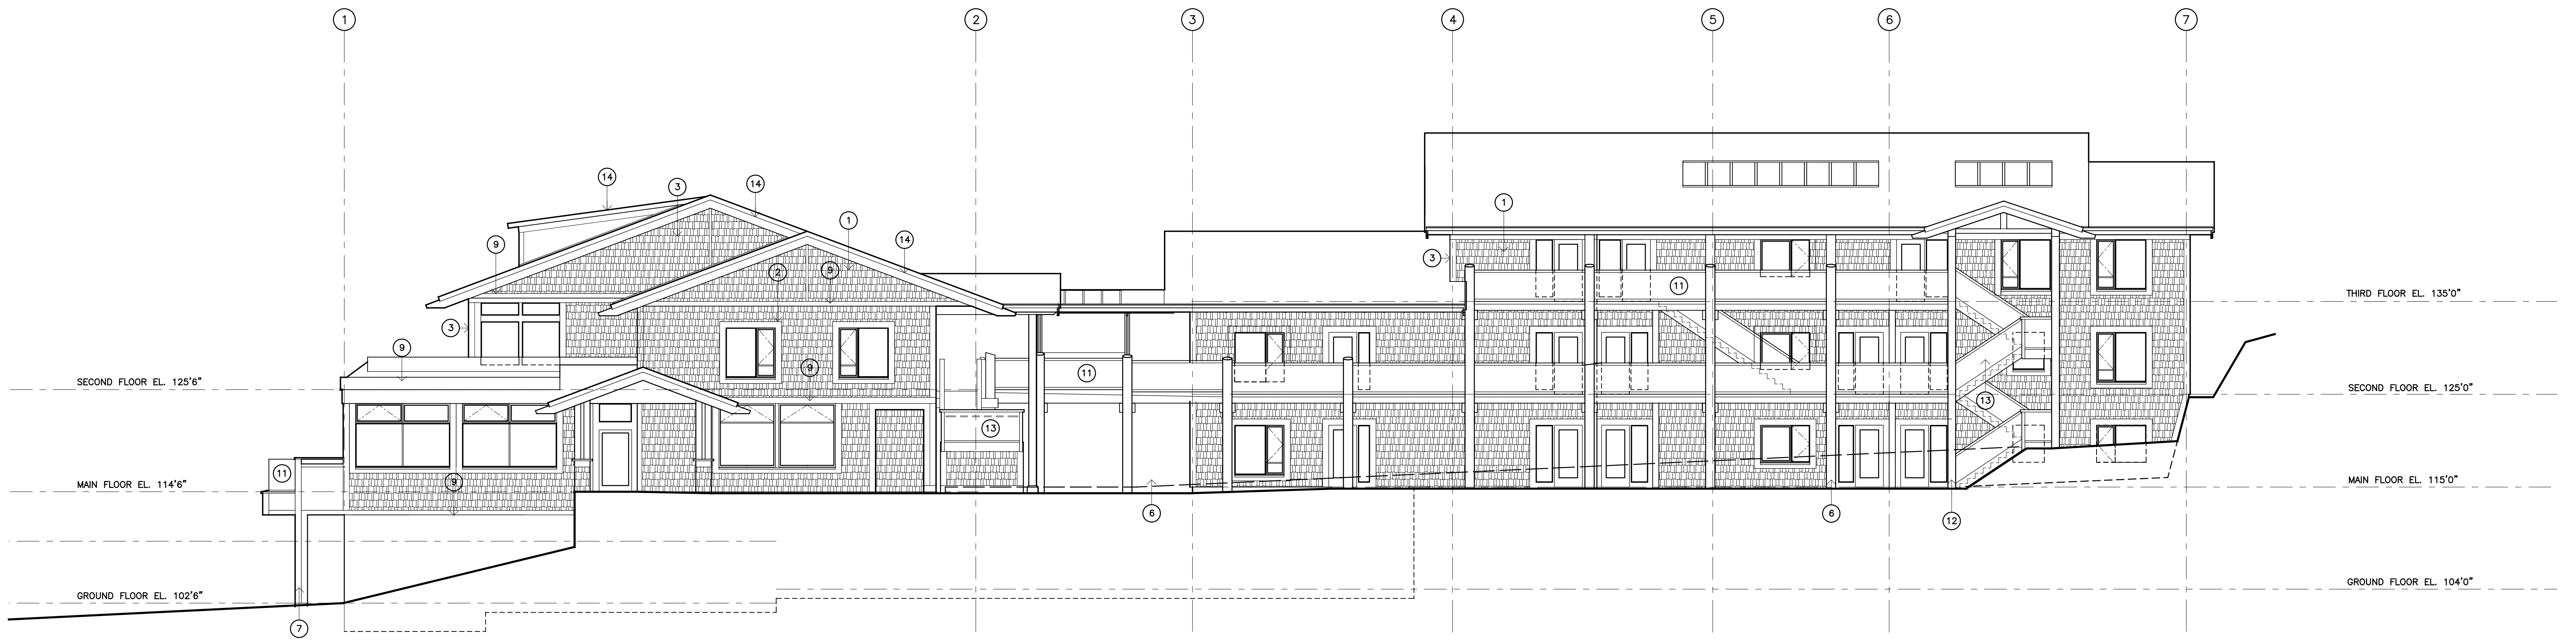 1 2 3 4 5 6 7
14
3
14
1
14
9
2
9
3
9
9
11
9
7
1
3
11
11
13
13
6
6
12
SECOND FLOOR EL. 125'6"
MAIN FLOOR EL. 114'6"
GROUND FLOOR EL. 102'6"
THIRD FLOOR EL. 135'0"
SECOND FLOOR EL. 125'0"
MAIN FLOOR EL. 115'0"
GROUND FLOOR EL. 104'0"